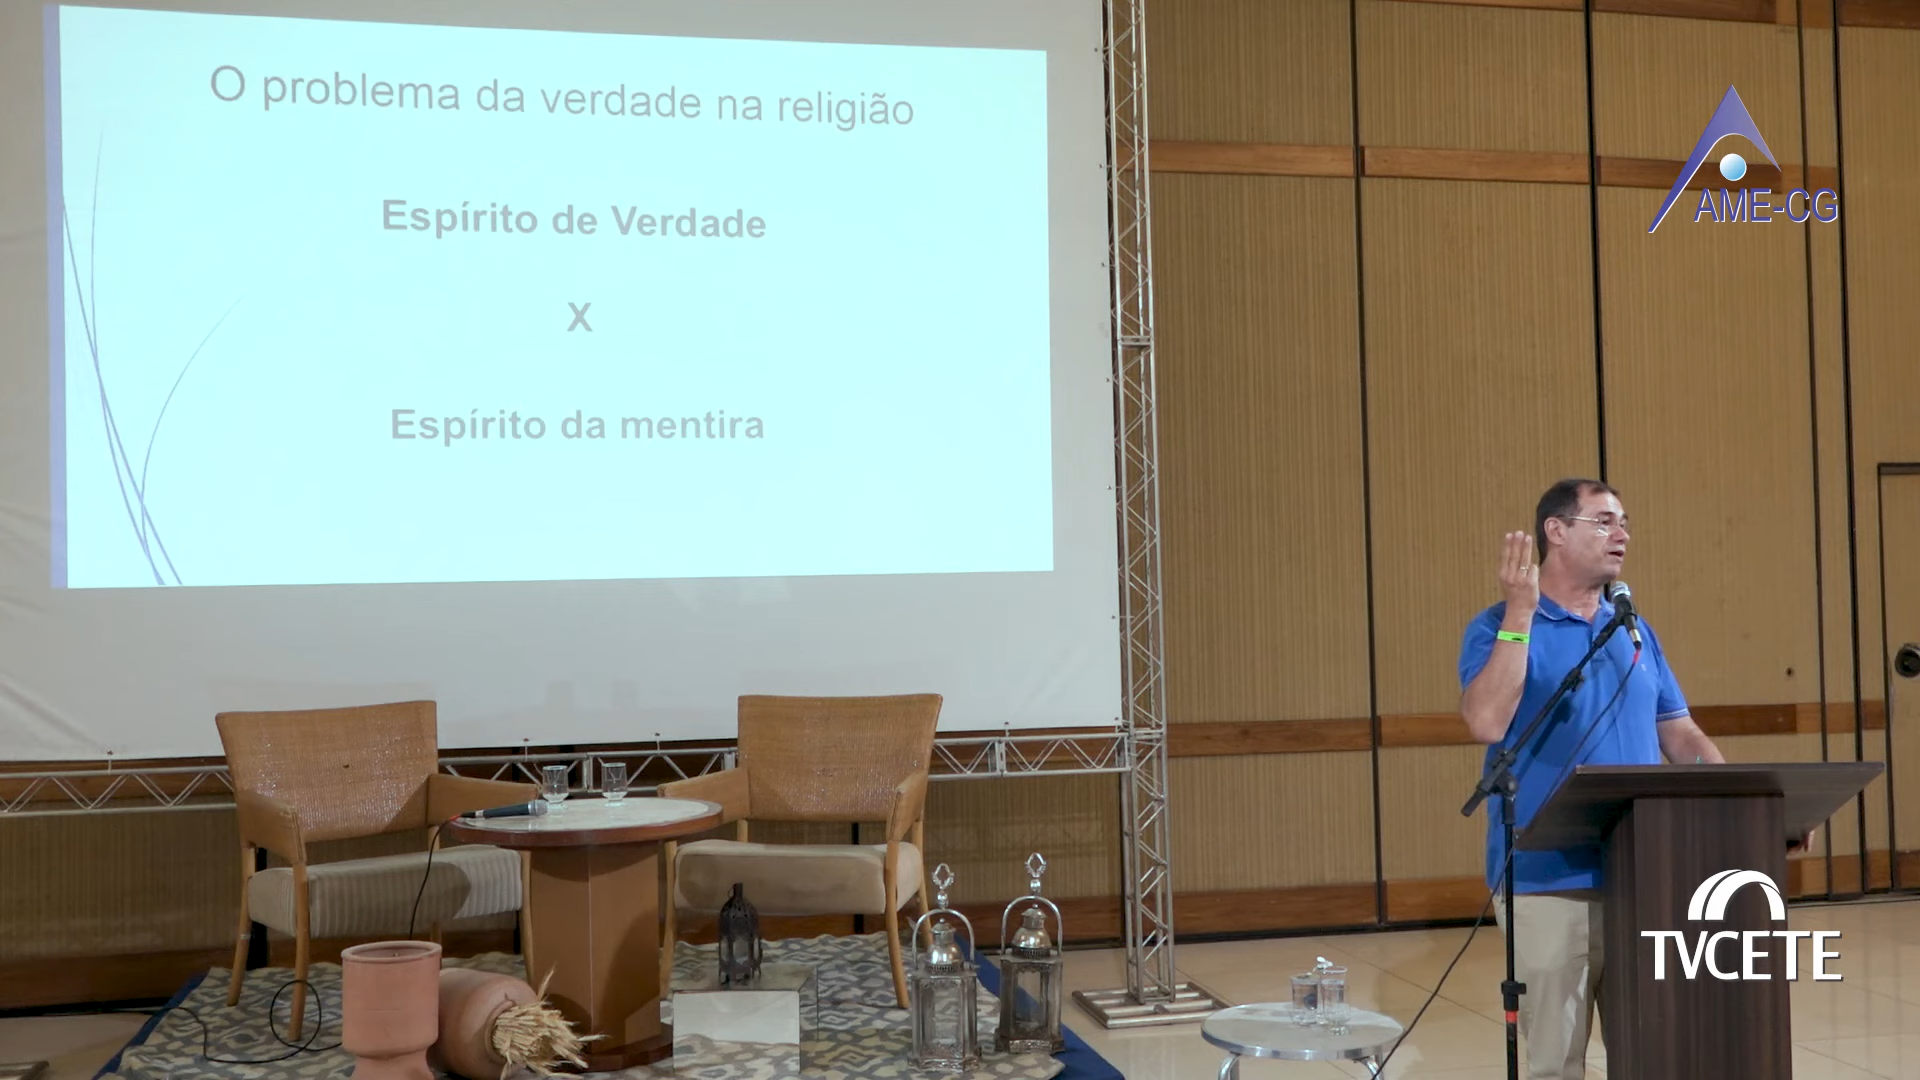 O problema da verdade na religião
Espírito de Verdade
X
Espírito da mentira
AME-CG
TVCETE